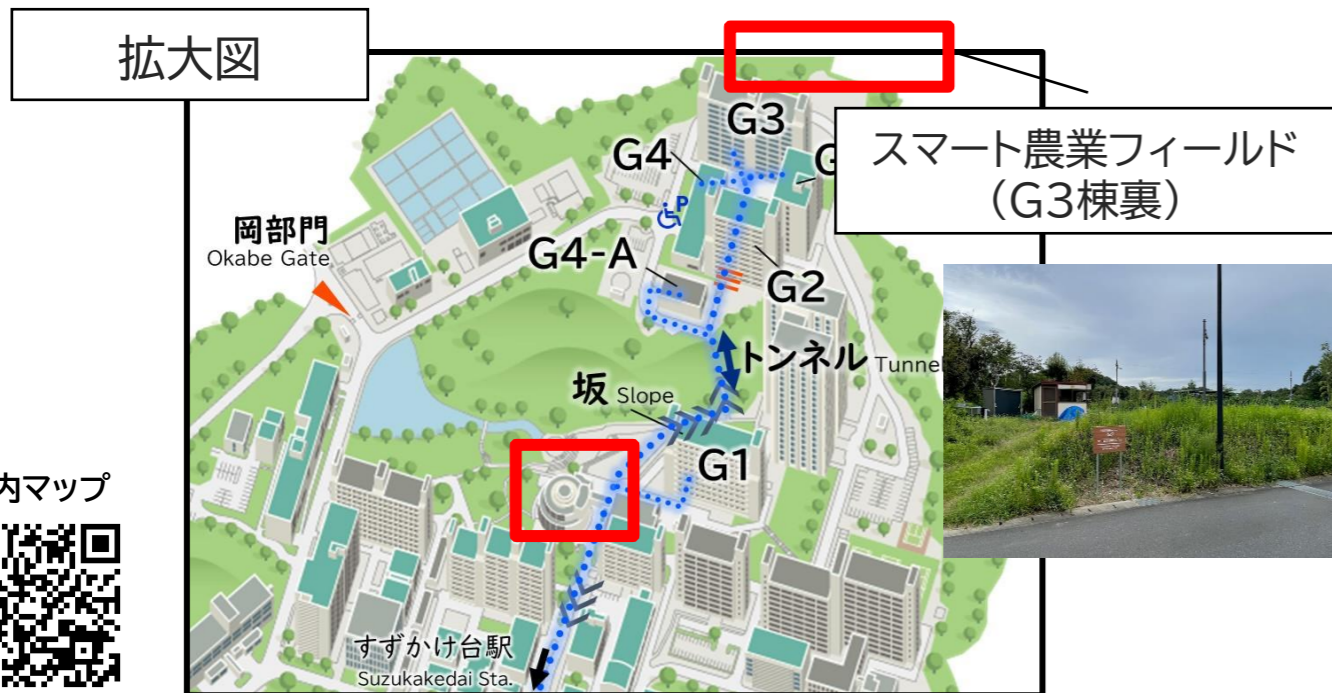 拡大図
スマート農業フィールド
(G3棟裏)
G3
G4
P
岡部門
Okabe Gate
G4-A
G2
トンネル Tunnel
坂 Slope
G1
内マップ
すずかけ台駅
Suzukakedai Sta.